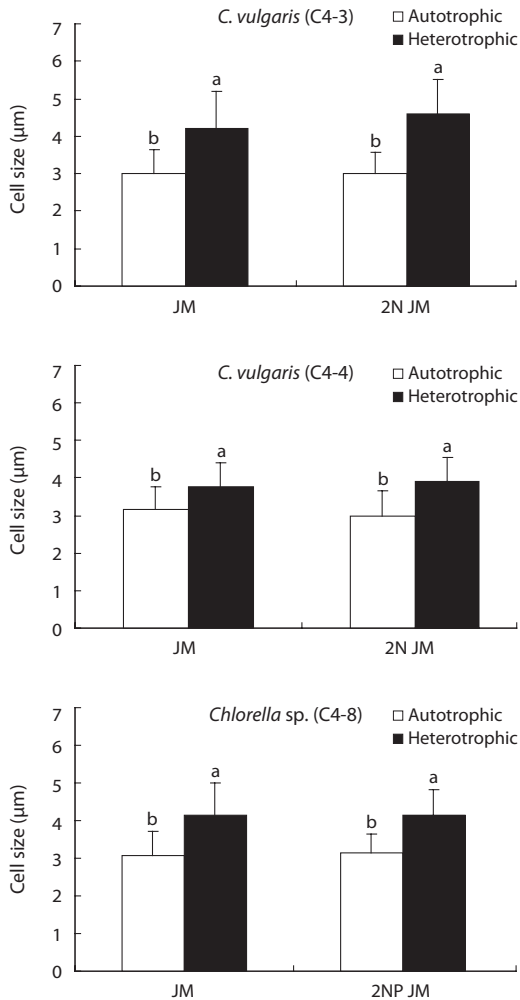 C. vulgaris (C4-3)
Autotrophic
Heterotrophic
Cell size (µm)
7
6
5
4
3
2
1
0
b
a
b
a
JM
2N JM
C. vulgaris (C4-4)
Autotrophic
Heterotrophic
Cell size (µm)
7
6
5
4
3
2
1
0
b
a
b
a
JM
2N JM
Chlorella sp. (C4-8)
Autotrophic
Heterotrophic
Cell size (µm)
7
6
5
4
3
2
1
0
b
a
b
a
JM
2NP JM